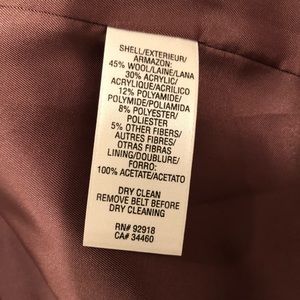 SHELL/EXTERIEUR/
ARMAZON:
45% WOOL/LAINE/LANA
30% ACRYLIC/
ACRYLIQUE/ACRILICO
12% POLYAMIDE/
POLYMIDE/POLIAMIDA
8% POLYESTER/
POLIESTER
5% OTHER FIBERS/
AUTRES FIBRES/
OTRAS FIBRAS
LINING/DOUBLURE/
FORRO:
100% ACETATE/ACETATO
DRY CLEAN
REMOVE BELT BEFORE
DRY CLEANING
RN# 92918
CA# 34460